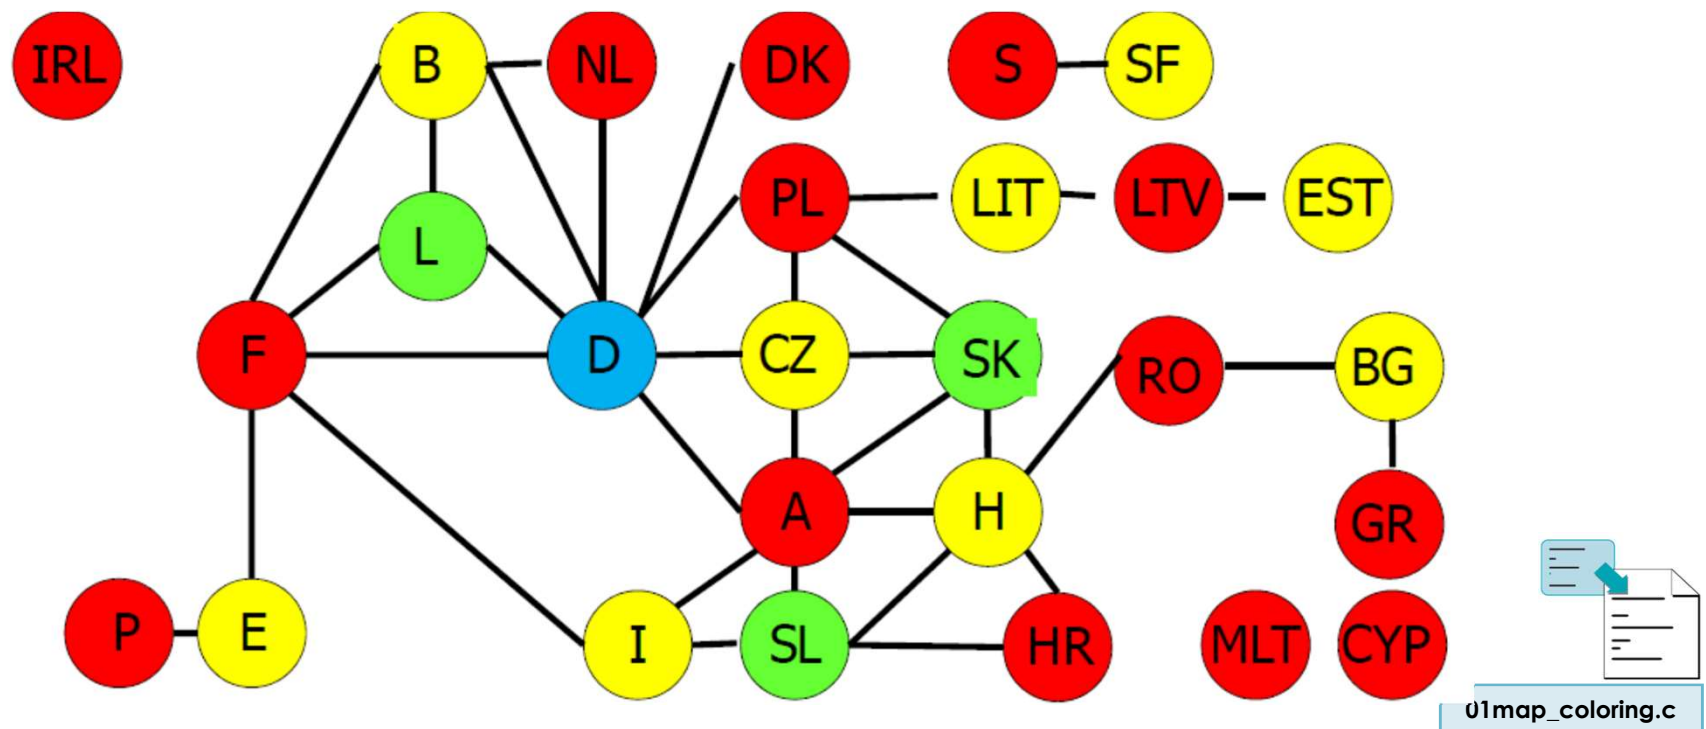 IRL B NL DK S SF
PL LIT LTV EST
L
F D CZ SK RO BG
A H GR
P E I SL HR MLT CYP
01map_coloring.c